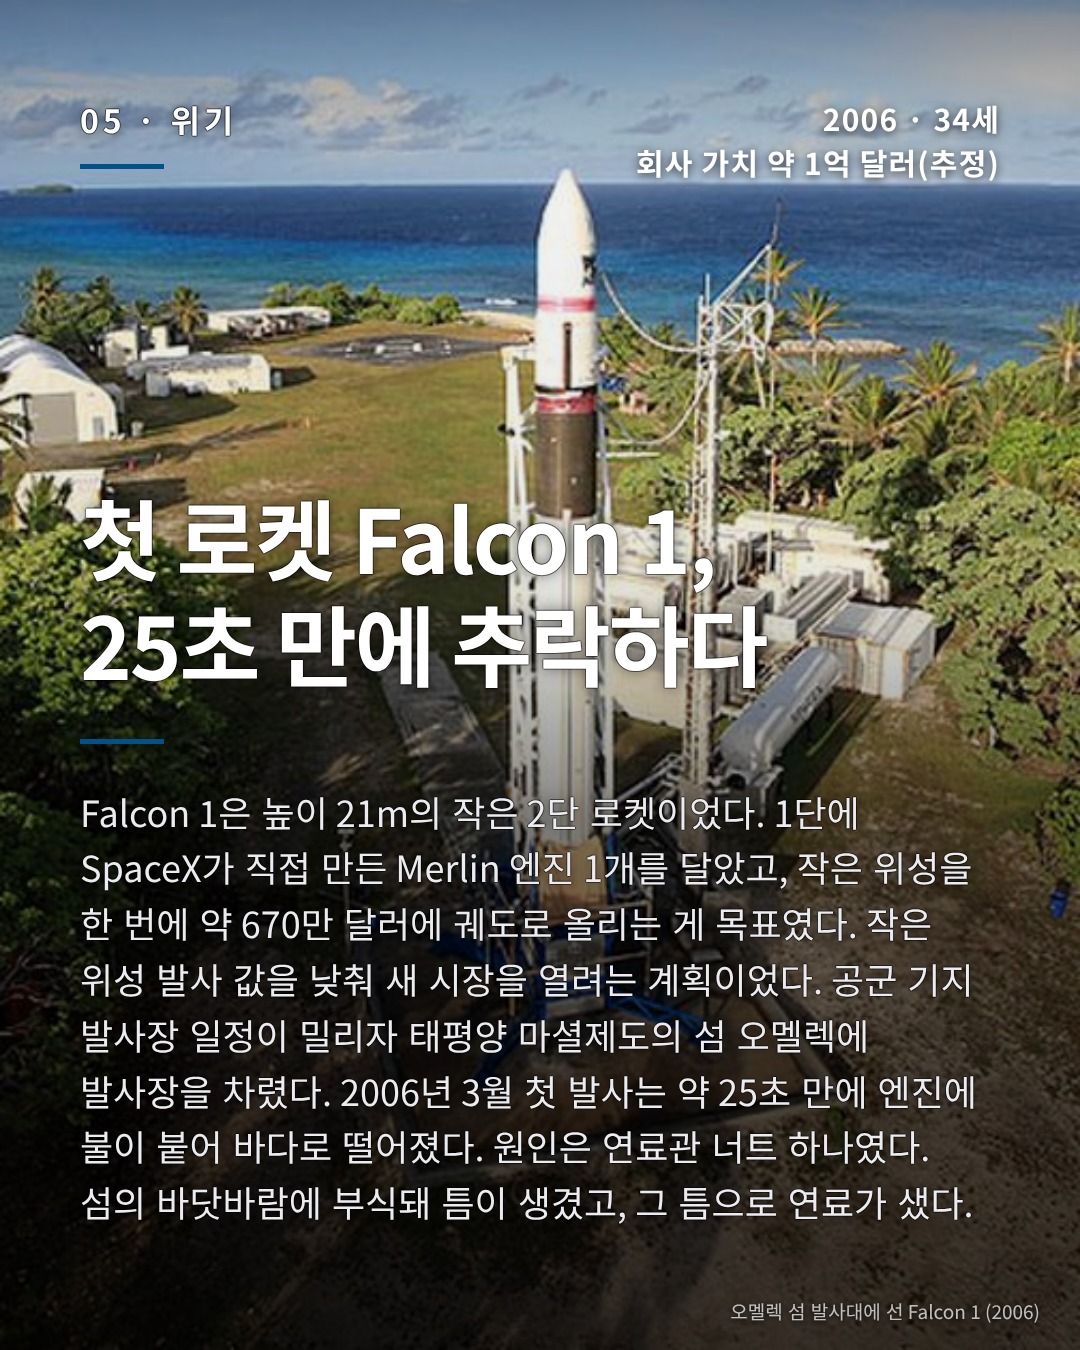 05 · 위기
2006 · 34세
회사 가치 약 1억 달러(추정)
첫 로켓 Falcon 1,
25초 만에 추락하다
Falcon 1은 높이 21m의 작은 2단 로켓이었다. 1단에
SpaceX가 직접 만든 Merlin 엔진 1개를 달았고, 작은 위성을
한 번에 약 670만 달러에 궤도로 올리는 게 목표였다. 작은
위성 발사 값을 낮춰 새 시장을 열려는 계획이었다. 공군 기지
발사장 일정이 밀리자 태평양 마셜제도의 섬 오멜렉에
발사장을 차렸다. 2006년 3월 첫 발사는 약 25초 만에 엔진에
불이 붙어 바다로 떨어졌다. 원인은 연료관 너트 하나였다.
섬의 바닷바람에 부식돼 틈이 생겼고, 그 틈으로 연료가 샜다.
오멜렉 섬 발사대에 선 Falcon 1 (2006)